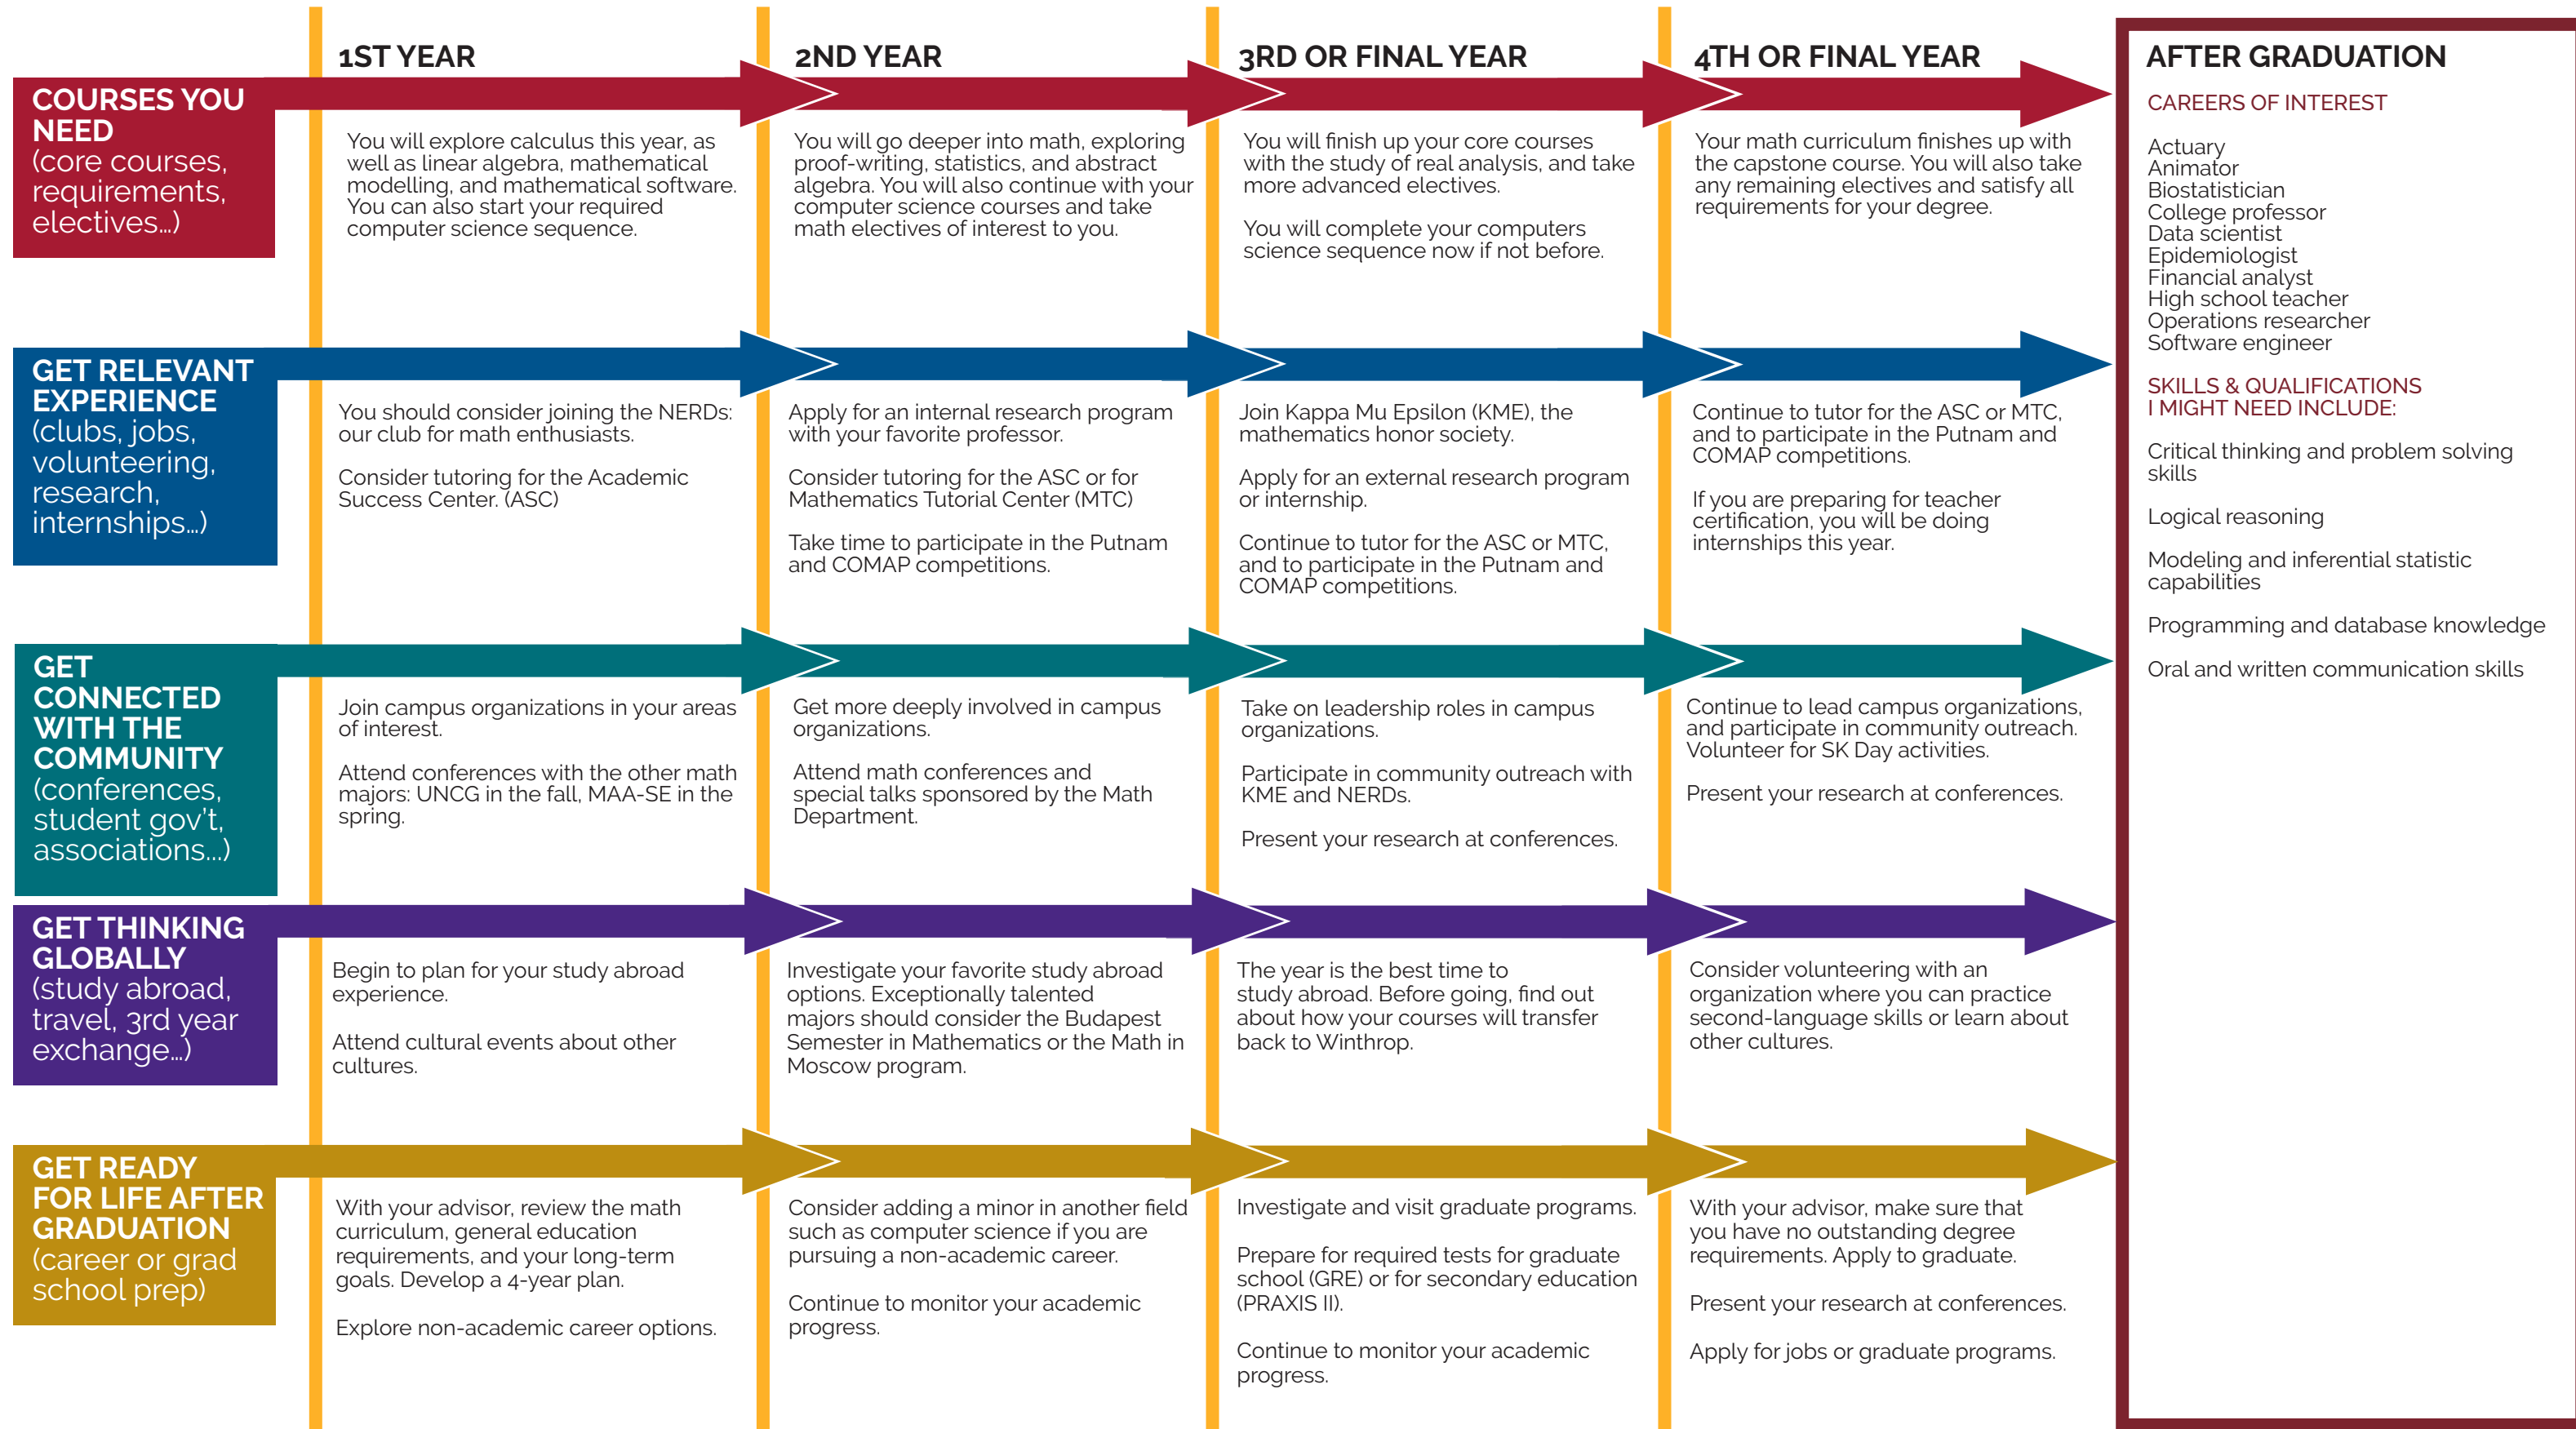 1ST YEAR
2ND YEAR
3RD OR FINAL YEAR
4TH OR FINAL YEAR
COURSES YOU
NEED
(core courses,
requirements,
electives…)
You will explore calculus this year, as
well as linear algebra, mathematical
modelling, and mathematical software.
You can also start your required
computer science sequence.
You will go deeper into math, exploring
proof-writing, statistics, and abstract
algebra. You will also continue with your
computer science courses and take
math electives of interest to you.
You will finish up your core courses
with the study of real analysis, and take
more advanced electives.
You will complete your computers
science sequence now if not before.
Your math curriculum finishes up with
the capstone course. You will also take
any remaining electives and satisfy all
requirements for your degree.
GET RELEVANT
EXPERIENCE
(clubs, jobs,
volunteering,
research,
internships…)
You should consider joining the NERDs:
our club for math enthusiasts.
Consider tutoring for the Academic
Success Center. (ASC)
Apply for an internal research program
with your favorite professor.
Consider tutoring for the ASC or for
Mathematics Tutorial Center (MTC)
Take time to participate in the Putnam
and COMAP competitions.
Join Kappa Mu Epsilon (KME), the
mathematics honor society.
Apply for an external research program
or internship.
Continue to tutor for the ASC or MTC,
and to participate in the Putnam and
COMAP competitions.
Continue to tutor for the ASC or MTC,
and to participate in the Putnam and
COMAP competitions.
If you are preparing for teacher
certification, you will be doing
internships this year.
GET
CONNECTED
WITH THE
COMMUNITY
(conferences,
student gov't,
associations...)
Join campus organizations in your areas
of interest.
Attend conferences with the other math
majors: UNCG in the fall, MAA-SE in the
spring.
Get more deeply involved in campus
organizations.
Attend math conferences and
special talks sponsored by the Math
Department.
Take on leadership roles in campus
organizations.
Participate in community outreach with
KME and NERDs.
Present your research at conferences.
Continue to lead campus organizations,
and participate in community outreach.
Volunteer for SK Day activities.
Present your research at conferences.
GET THINKING
GLOBALLY
(study abroad,
travel, 3rd year
exchange…)
Begin to plan for your study abroad
experience.
Attend cultural events about other
cultures.
Investigate your favorite study abroad
options. Exceptionally talented
majors should consider the Budapest
Semester in Mathematics or the Math in
Moscow program.
The year is the best time to
study abroad. Before going, find out
about how your courses will transfer
back to Winthrop.
Consider volunteering with an
organization where you can practice
second-language skills or learn about
other cultures.
GET READY
FOR LIFE AFTER
GRADUATION
(career or grad
school prep)
With your advisor, review the math
curriculum, general education
requirements, and your long-term
goals. Develop a 4-year plan.
Explore non-academic career options.
Consider adding a minor in another field
such as computer science if you are
pursuing a non-academic career.
Continue to monitor your academic
progress.
Investigate and visit graduate programs.
Prepare for required tests for graduate
school (GRE) or for secondary education
(PRAXIS II).
Continue to monitor your academic
progress.
With your advisor, make sure that
you have no outstanding degree
requirements. Apply to graduate.
Present your research at conferences.
Apply for jobs or graduate programs.
AFTER GRADUATION
CAREERS OF INTEREST
Actuary
Animator
Biostatistician
College professor
Data scientist
Epidemiologist
Financial analyst
High school teacher
Operations researcher
Software engineer
SKILLS & QUALIFICATIONS
I MIGHT NEED INCLUDE:
Critical thinking and problem solving
skills
Logical reasoning
Modeling and inferential statistic
capabilities
Programming and database knowledge
Oral and written communication skills